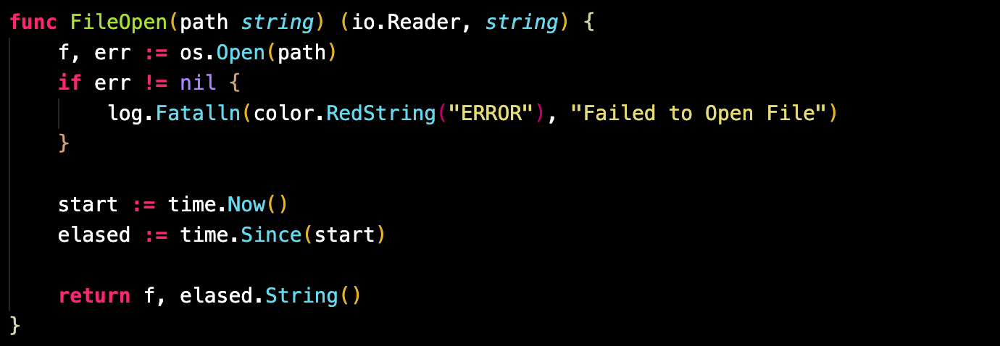 func FileOpen(path string) (io.Reader, string) {
    f, err := os.Open(path)
    if err != nil {
        log.Fatalln(color.RedString("ERROR"), "Failed to Open File")
    }

    start := time.Now()
    elased := time.Since(start)

    return f, elased.String()
}